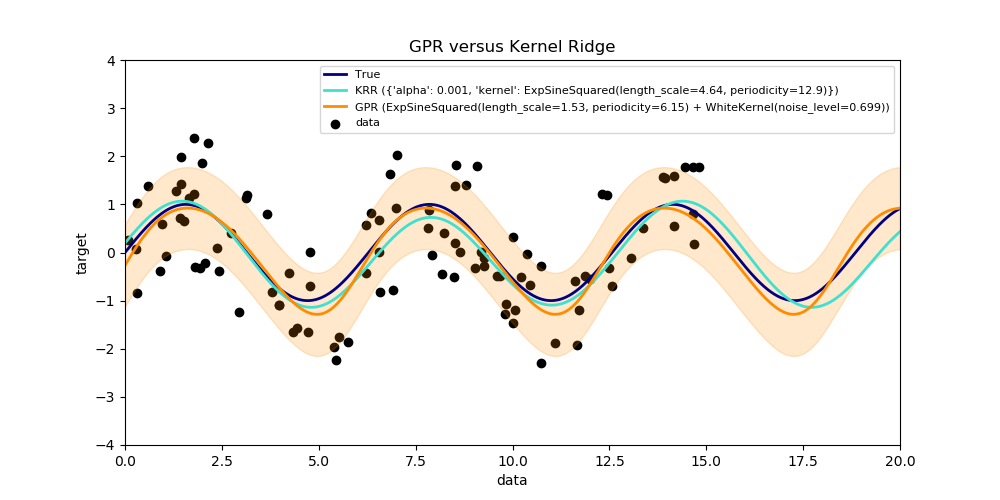 GPR versus Kernel Ridge
True
KRR ({'alpha': 0.001, 'kernel': ExpSineSquared(length_scale=4.64, periodicity=12.9)})
GPR (ExpSineSquared(length_scale=1.53, periodicity=6.15) + WhiteKernel(noise_level=0.699))
data
4
3
2
1
0
−1
−2
−3
−4
target
0.0 2.5 5.0 7.5 10.0 12.5 15.0 17.5 20.0
data